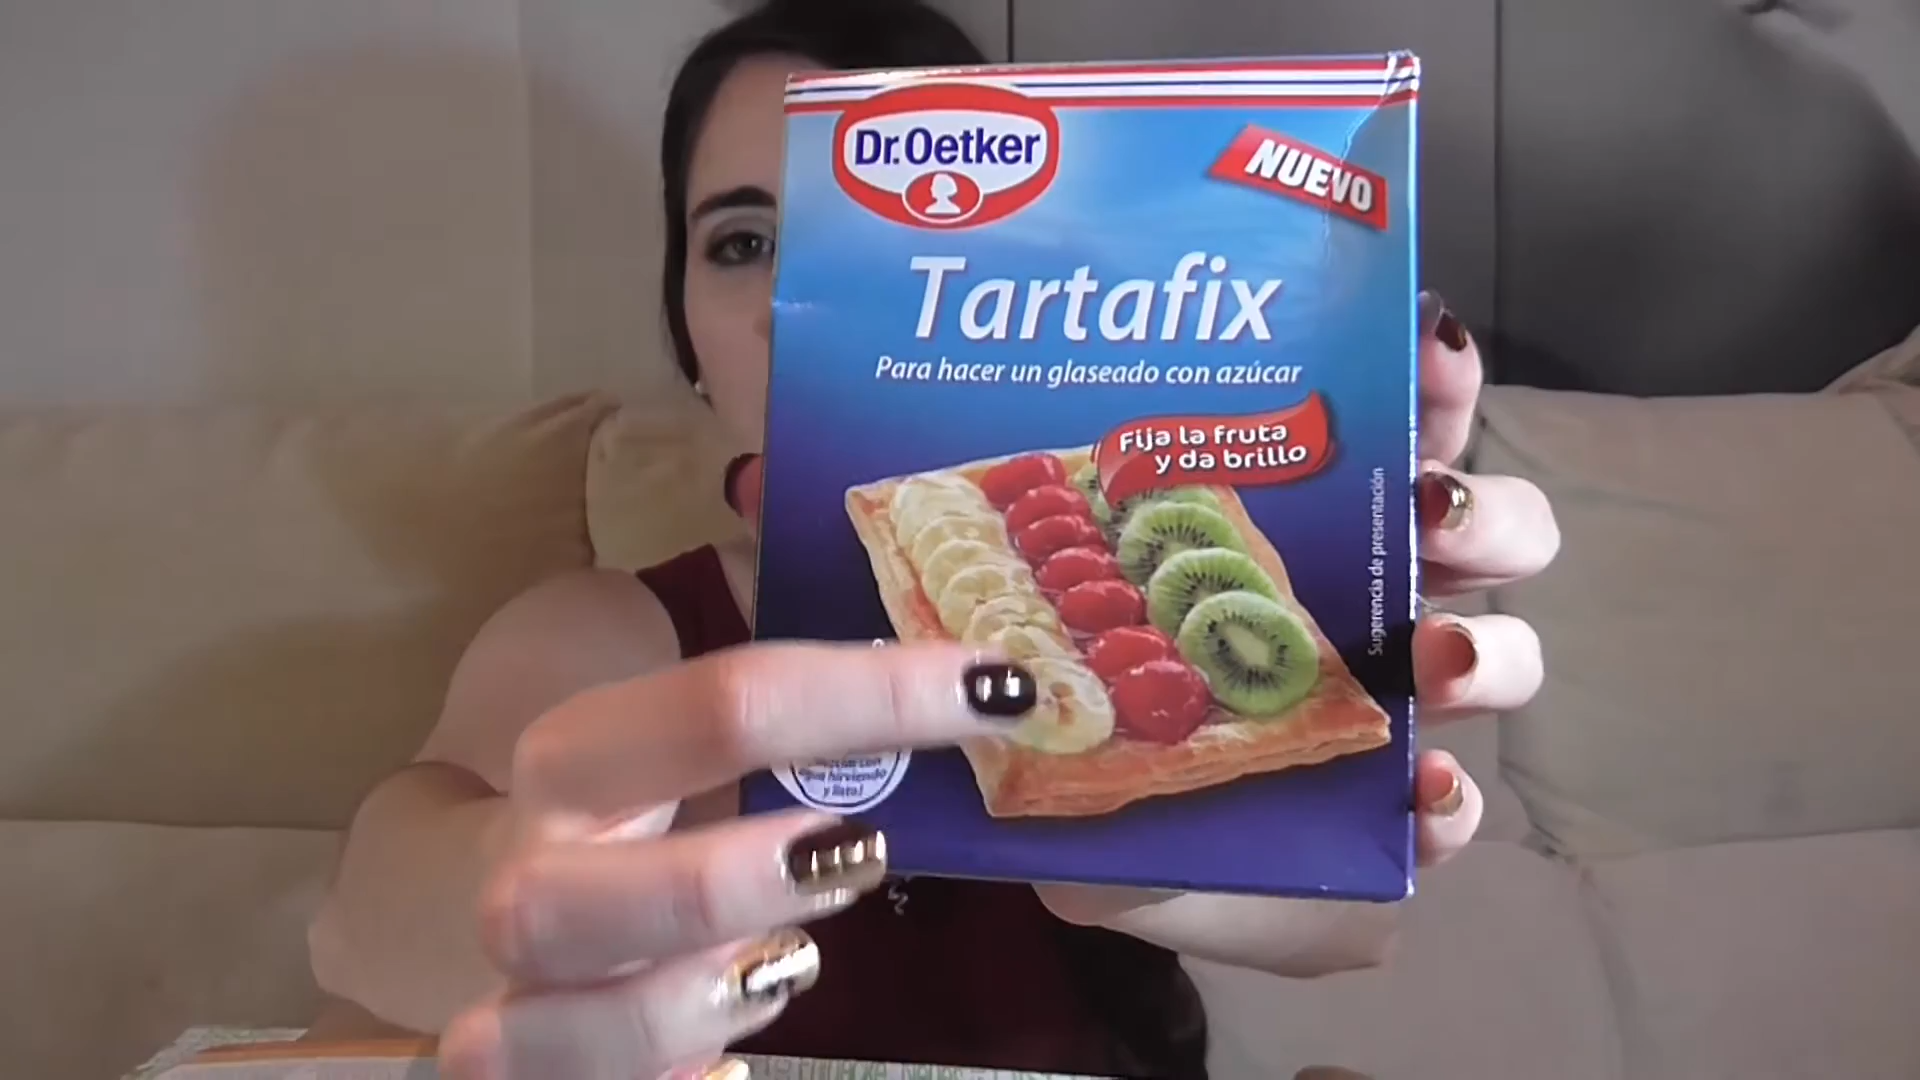 Dr. Oetker
NUEVO
Tartafix
Para hacer un glaseado con azúcar
Fija la fruta
y da brillo
Sugerencia de presentación
agua hirviendo
y listo!